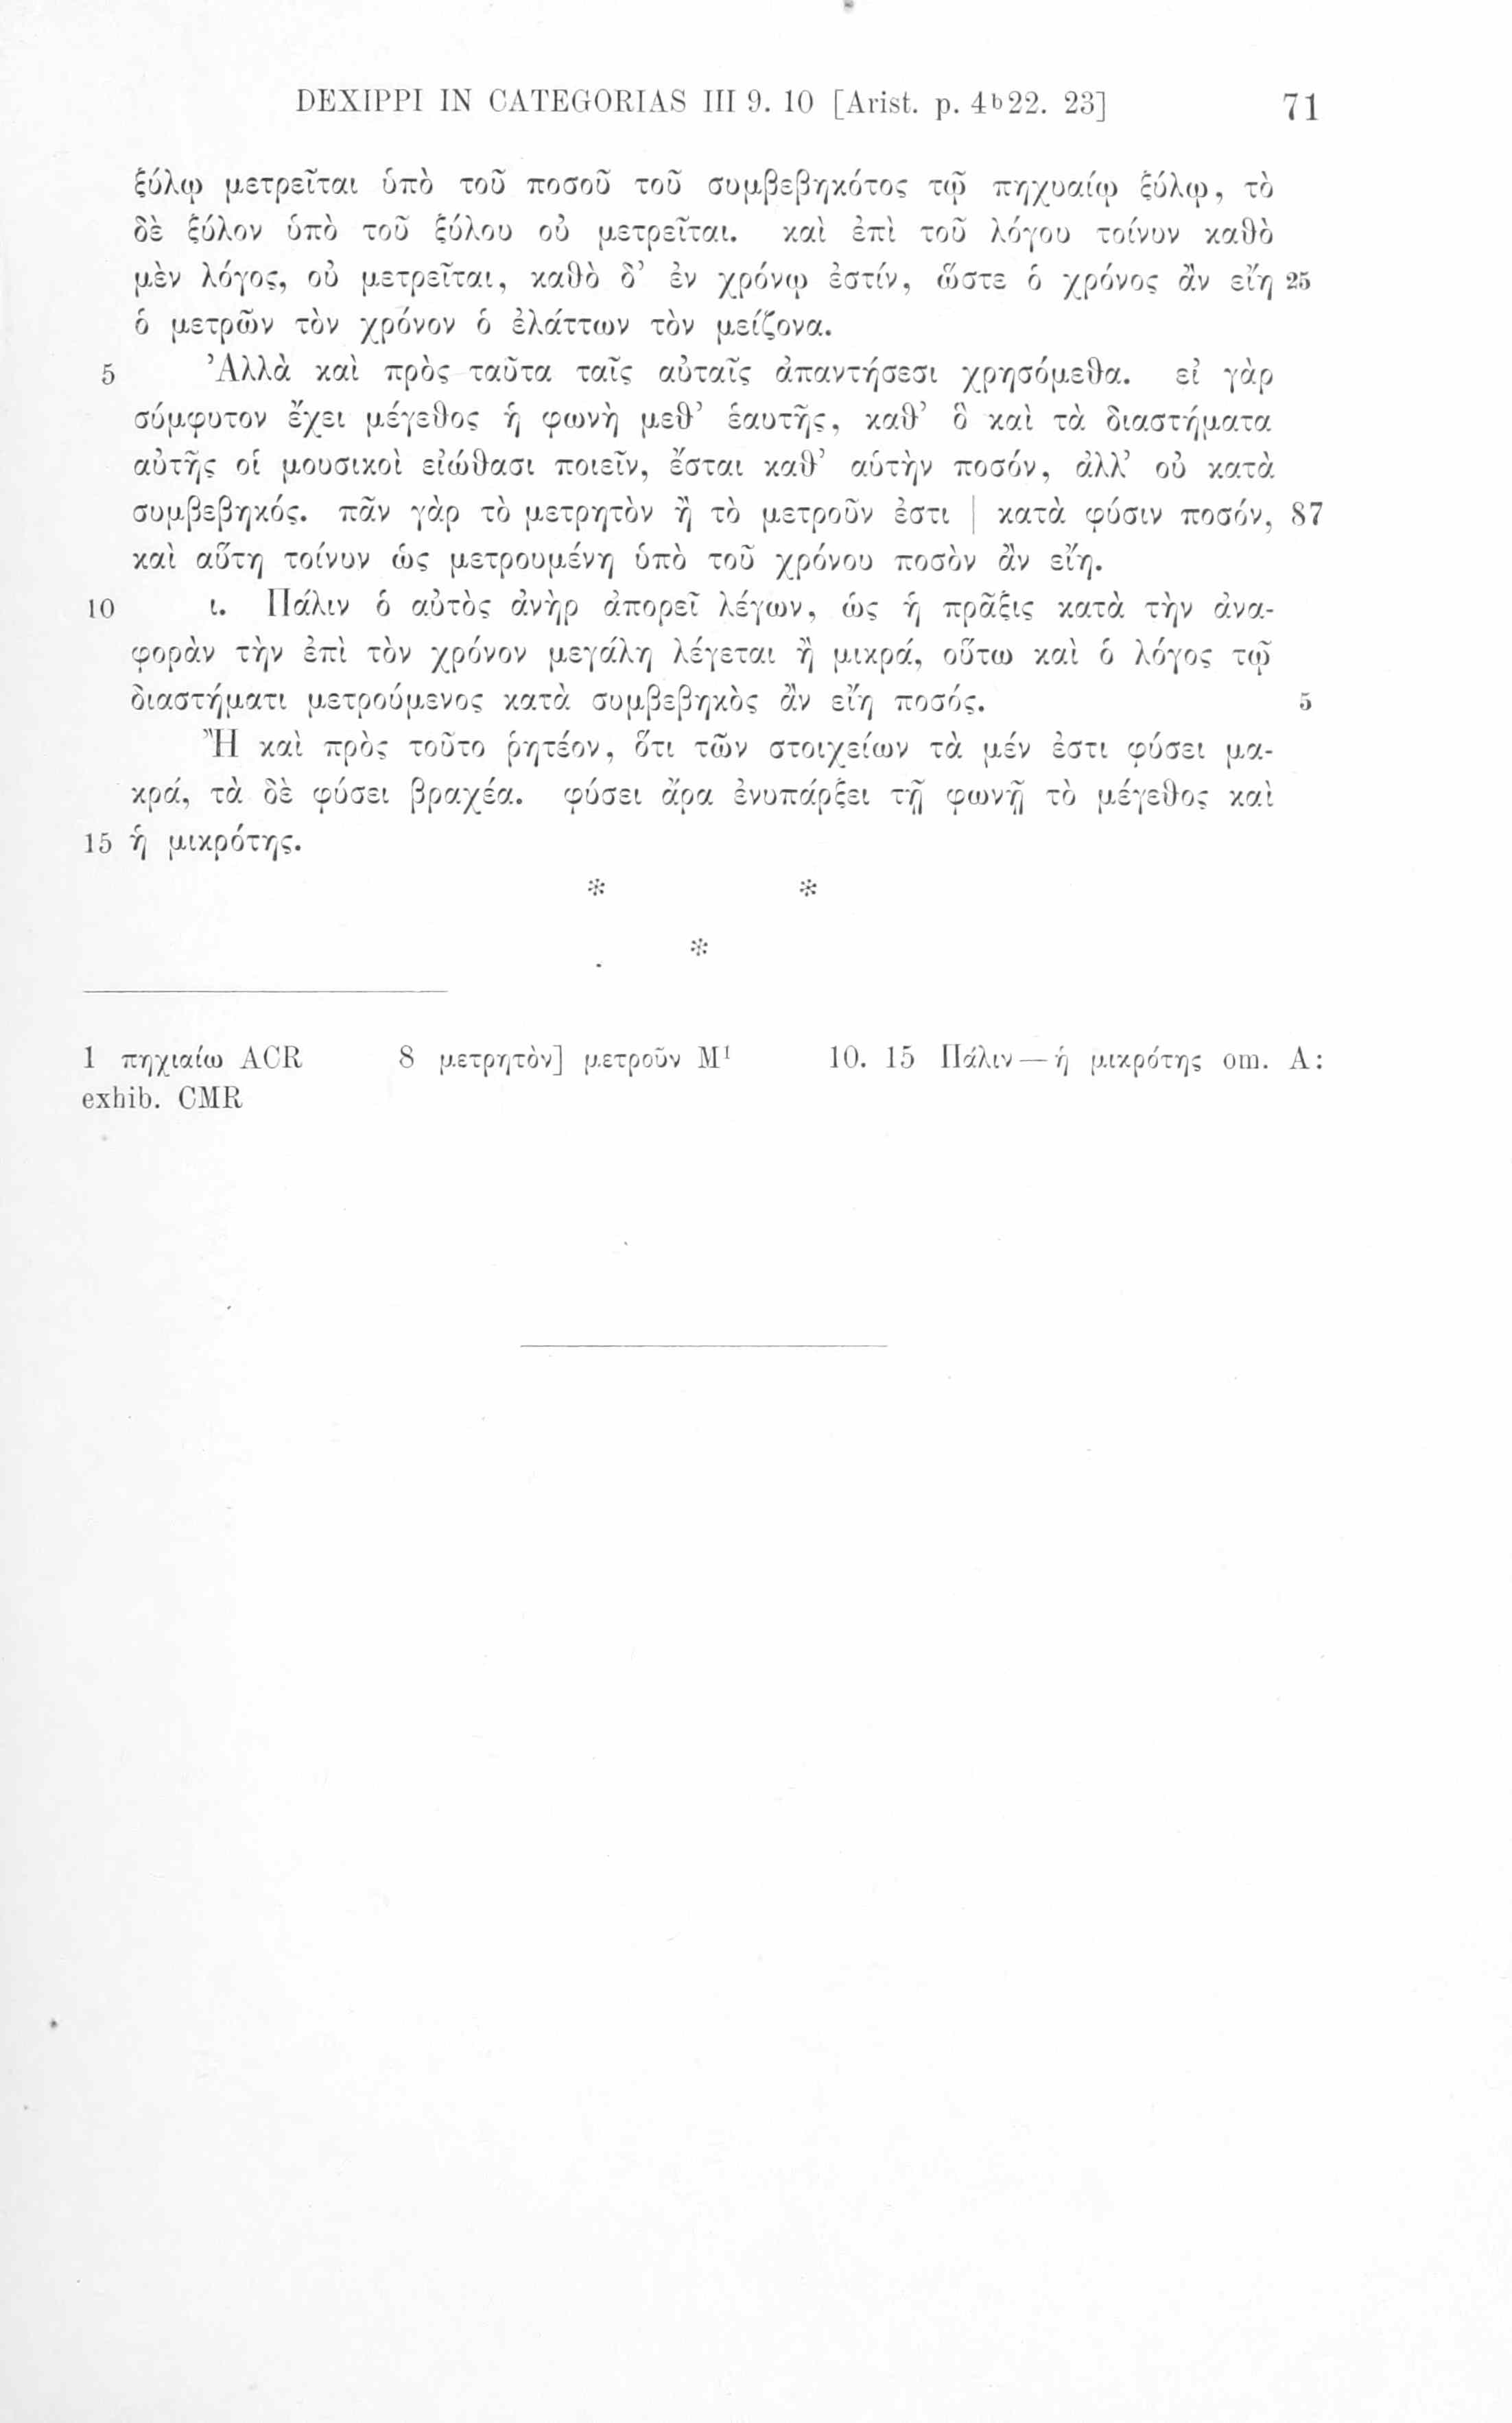 DEXIPPI IN CATEGORIAS III 9. 10 [Arist. p. 4b22. 23] 71
ξύλῳ μετρεῖται ὑπὸ τοῦ ποσοῦ τοῦ συμβεβηκότος τῷ πηχυαίῳ ξύλῳ, τὸ
δὲ ξύλον ὑπὸ τοῦ ξύλου οὐ μετρεῖται. καὶ ἐπὶ τοῦ λόγου τοίνυν καθὸ
μὲν λόγος, οὐ μετρεῖται, καθὸ δ’ ἐν χρόνῳ ἐστίν, ὥστε ὁ χρόνος ἂν εἴη 25
ὁ μετρῶν τὸν χρόνον ὁ ἐλάττων τὸν μείζονα.
5 Ἀλλὰ καὶ πρὸς ταῦτα ταῖς αὐταῖς ἀπαντήσεσι χρησόμεθα. εἰ γὰρ
σύμφυτον ἔχει μέγεθος ἡ φωνὴ μεθ’ ἑαυτῆς, καθ’ ὃ καὶ τὰ διαστήματα
αὐτῆς οἱ μουσικοὶ εἰώθασι ποιεῖν, ἔσται καθ’ αὑτὴν ποσόν, ἀλλ’ οὐ κατὰ
συμβεβηκός. πᾶν γὰρ τὸ μετρητὸν ἢ τὸ μετροῦν ἐστι | κατὰ φύσιν ποσόν, 87
καὶ αὕτη τοίνυν ὡς μετρουμένη ὑπὸ τοῦ χρόνου ποσὸν ἂν εἴη.
10 ι. Πάλιν ὁ αὐτὸς ἀνὴρ ἀπορεῖ λέγων, ὡς ἡ πρᾶξις κατὰ τὴν ἀνα-
φορὰν τὴν ἐπὶ τὸν χρόνον μεγάλη λέγεται ἢ μικρά, οὕτω καὶ ὁ λόγος τῷ
διαστήματι μετρούμενος κατὰ συμβεβηκὸς ἂν εἴη ποσός. 5
Ἢ καὶ πρὸς τοῦτο ῥητέον, ὅτι τῶν στοιχείων τὰ μέν ἐστι φύσει μα-
κρά, τὰ δὲ φύσει βραχέα. φύσει ἄρα ἐνυπάρξει τῇ φωνῇ τὸ μέγεθος καὶ
15 ἡ μικρότης.
* *
*
1 πηχιαίω ACR 8 μετρητὸν] μετροῦν M¹ 10. 15 Πάλιν — ἡ μικρότης om. A:
exhib. CMR